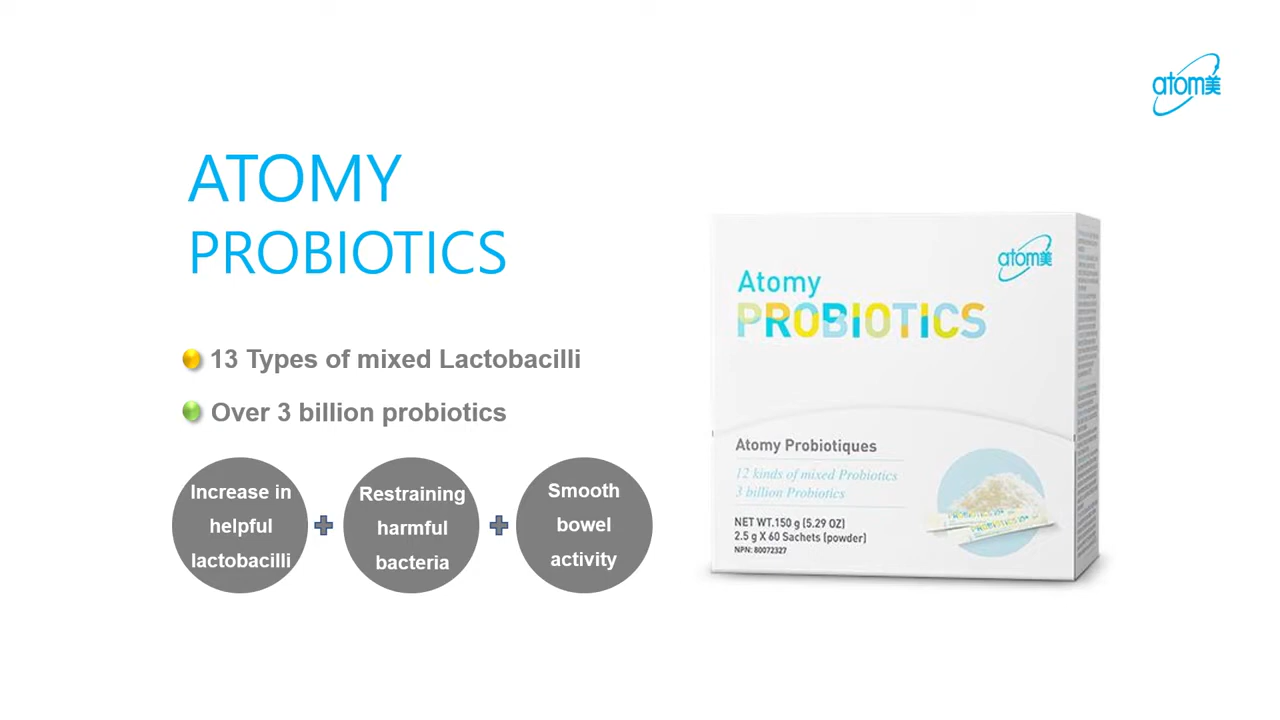 atom美
ATOMY
PROBIOTICS
13 Types of mixed Lactobacilli
Over 3 billion probiotics
Increase in
helpful
lactobacilli
Restraining
harmful
bacteria
Smooth
bowel
activity
atom美
Atomy
PROBIOTICS
Atomy Probiotiques
12 kinds of mixed Probiotics
3 billion Probiotics
NET WT.150 g (5.29 OZ)
2.5 g X 60 Sachets (powder)
NPN: 80072327
PROBIOTICS